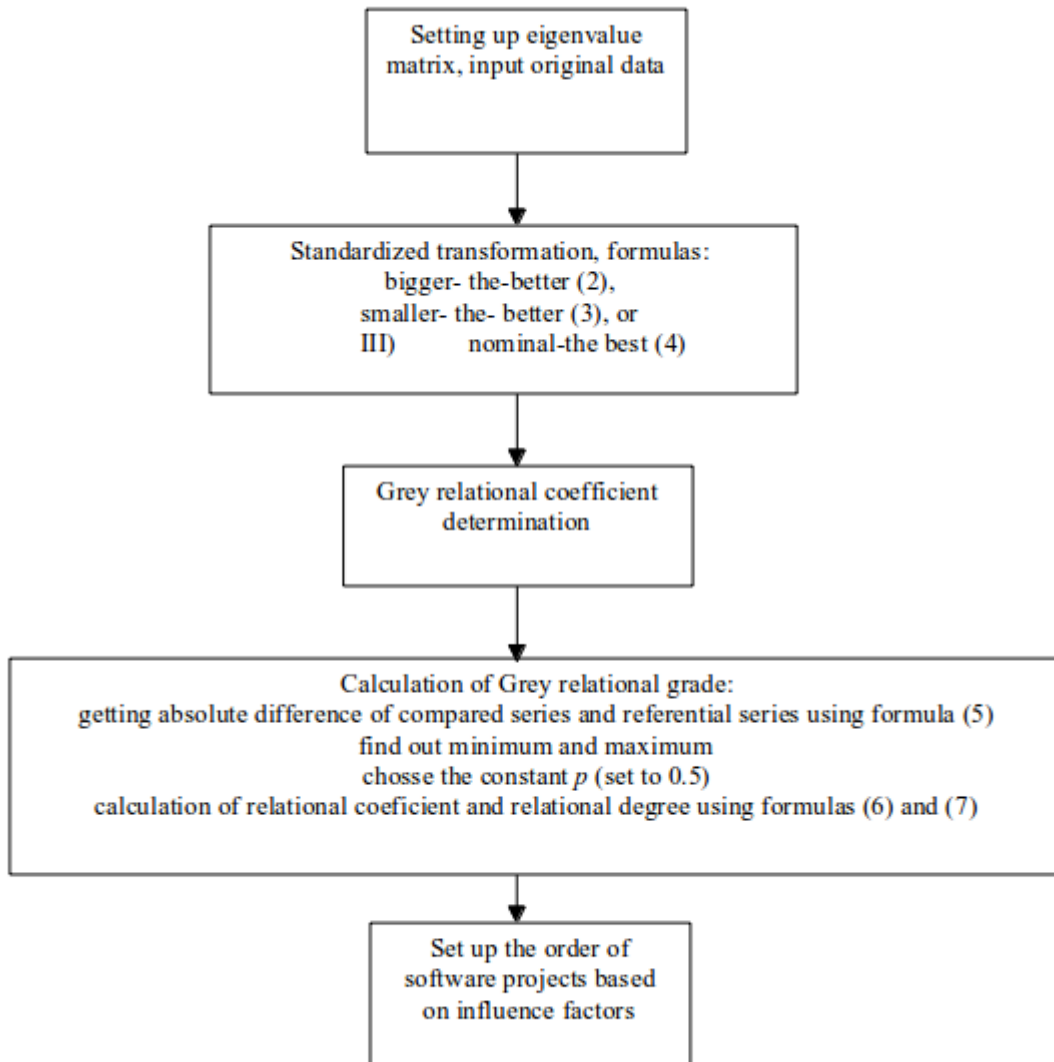 Setting up eigenvalue
matrix, input original data
Standardized transformation, formulas:
bigger- the-better (2),
smaller- the- better (3), or
III) nominal-the best (4)
Grey relational coefficient
determination
Calculation of Grey relational grade:
getting absolute difference of compared series and referential series using formula (5)
find out minimum and maximum
chosse the constant p (set to 0.5)
calculation of relational coeficient and relational degree using formulas (6) and (7)
Set up the order of
software projects based
on influence factors